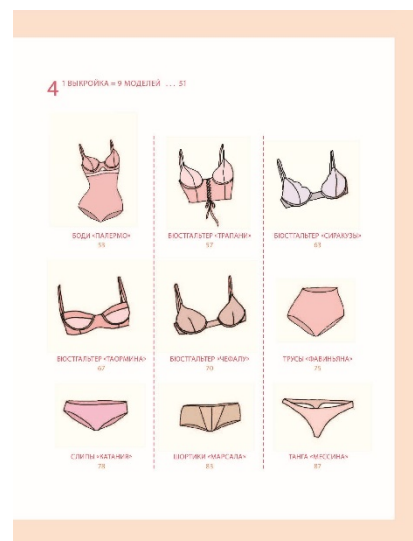 4 1 ВЫКРОЙКА = 9 МОДЕЛЕЙ ... 51
БОДИ «ПАЛЕРМО»
55
БЮСТГАЛЬТЕР «ТРАПАНИ»
57
БЮСТГАЛЬТЕР «СИРАКУЗЫ»
63
БЮСТГАЛЬТЕР «ТАОРМИНА»
67
БЮСТГАЛЬТЕР «ЧЕФАЛУ»
70
ТРУСЫ «ФАВИНЬЯНА»
75
СЛИПЫ «КАТАНИЯ»
78
ШОРТИКИ «МАРСАЛА»
83
ТАНГА «МЕССИНА»
87